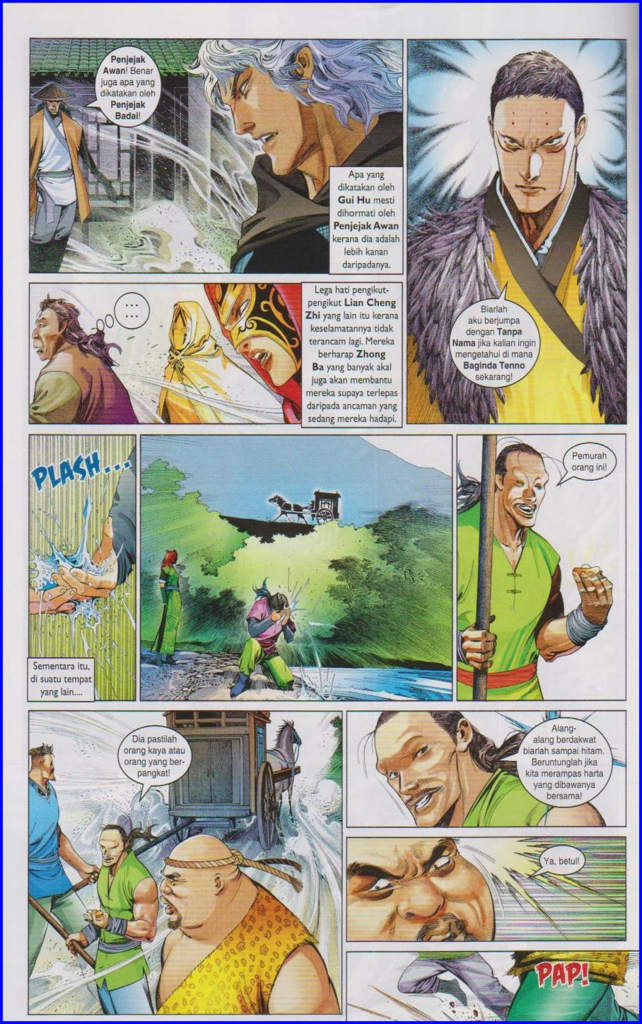 Penjejak
Awan! Benar
juga apa yang
dikatakan oleh
Penjejak
Badai!
Apa yang
dikatakan oleh
Gui Hu mesti
dihormati oleh
Penjejak Awan
kerana dia adalah
lebih kanan
daripadanya.
Biarlah
aku berjumpa
dengan Tanpa
Nama jika kalian ingin
mengetahui di mana
Baginda Tenno
sekarang!
...
...
Lega hati pengikut-
pengikut Lian Cheng
Zhi yang lain itu kerana
keselamatannya tidak
terancam lagi. Mereka
berharap Zhong
Ba yang banyak akal
juga akan membantu
mereka supaya terlepas
daripada ancaman yang
sedang mereka hadapi.
PLASH...
Sementara itu,
di suatu tempat
yang lain....
Pemurah
orang ini!
Dia pastilah
orang kaya atau
orang yang ber-
pangkat!
Alang-
alang berdakwat
biarlah sampai hitam.
Beruntunglah jika
kita merampas harta
yang dibawanya
bersama!
Ya, betul!
PAP!